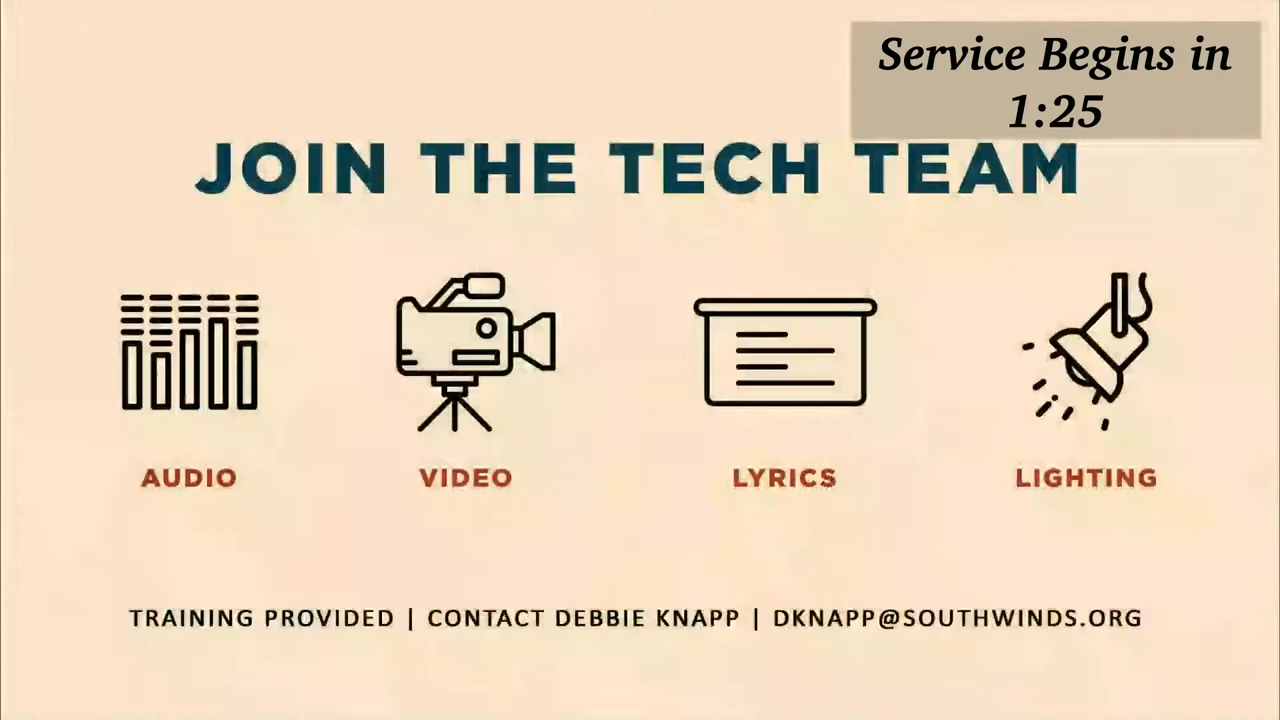 Service Begins in
1:25
JOIN THE TECH TEAM
AUDIO
VIDEO
LYRICS
LIGHTING
TRAINING PROVIDED | CONTACT DEBBIE KNAPP | DKNAPP@SOUTHWINDS.ORG